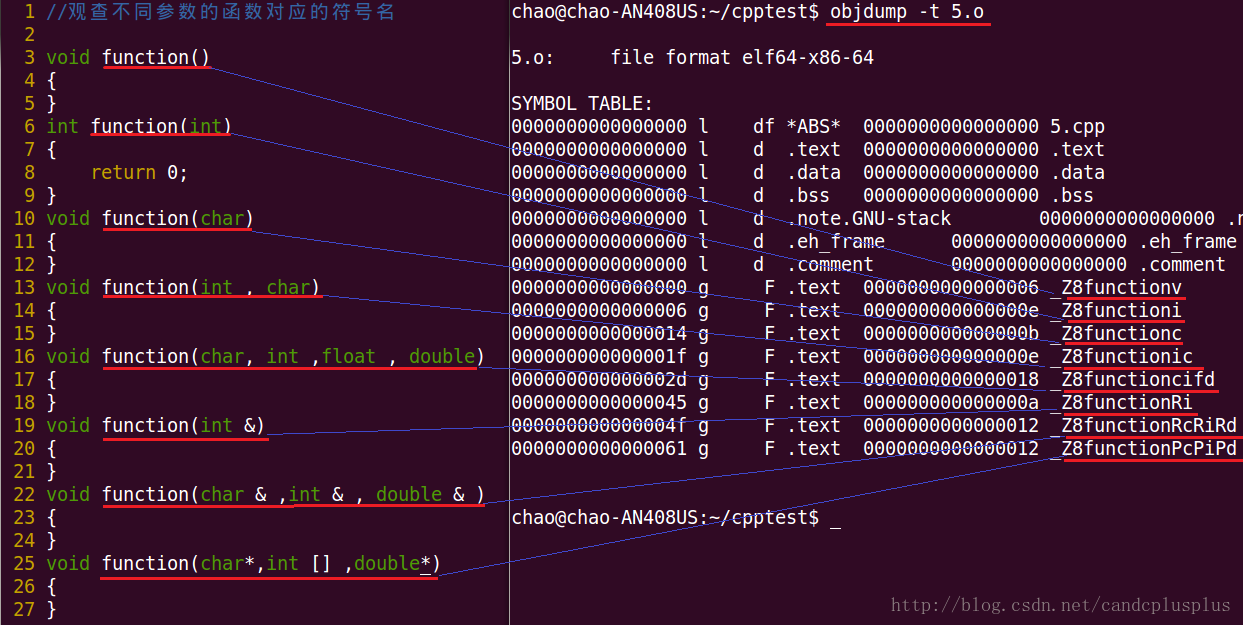 1 //观查不同参数的函数对应的符号名
2
3 void function()
4 {
5 }
6 int function(int)
7 {
8     return 0;
9 }
10 void function(char)
11 {
12 }
13 void function(int , char)
14 {
15 }
16 void function(char, int ,float , double)
17 {
18 }
19 void function(int &)
20 {
21 }
22 void function(char & ,int & , double & )
23 {
24 }
25 void function(char*,int [] ,double*)
26 {
27 }
chao@chao-AN408US:~/cpptest$ objdump -t 5.o
5.o:     file format elf64-x86-64
SYMBOL TABLE:
0000000000000000 l    df *ABS*  0000000000000000 5.cpp
0000000000000000 l    d  .text  0000000000000000 .text
0000000000000000 l    d  .data  0000000000000000 .data
0000000000000000 l    d  .bss   0000000000000000 .bss
0000000000000000 l    d  .note.GNU-stack        0000000000000000 .n
0000000000000000 l    d  .eh_frame      0000000000000000 .eh_frame
0000000000000000 l    d  .comment       0000000000000000 .comment
0000000000000000 g     F .text  0000000000000006 _Z8functionv
0000000000000006 g     F .text  000000000000000e _Z8functioni
0000000000000014 g     F .text  000000000000000b _Z8functionc
000000000000001f g     F .text  000000000000000e _Z8functionic
000000000000002d g     F .text  0000000000000018 _Z8functioncifd
0000000000000045 g     F .text  000000000000000a _Z8functionRi
000000000000004f g     F .text  0000000000000012 _Z8functionRcRiRd
0000000000000061 g     F .text  0000000000000012 _Z8functionPcPiPd
chao@chao-AN408US:~/cpptest$ _
http://blog.csdn.net/candcplusplus